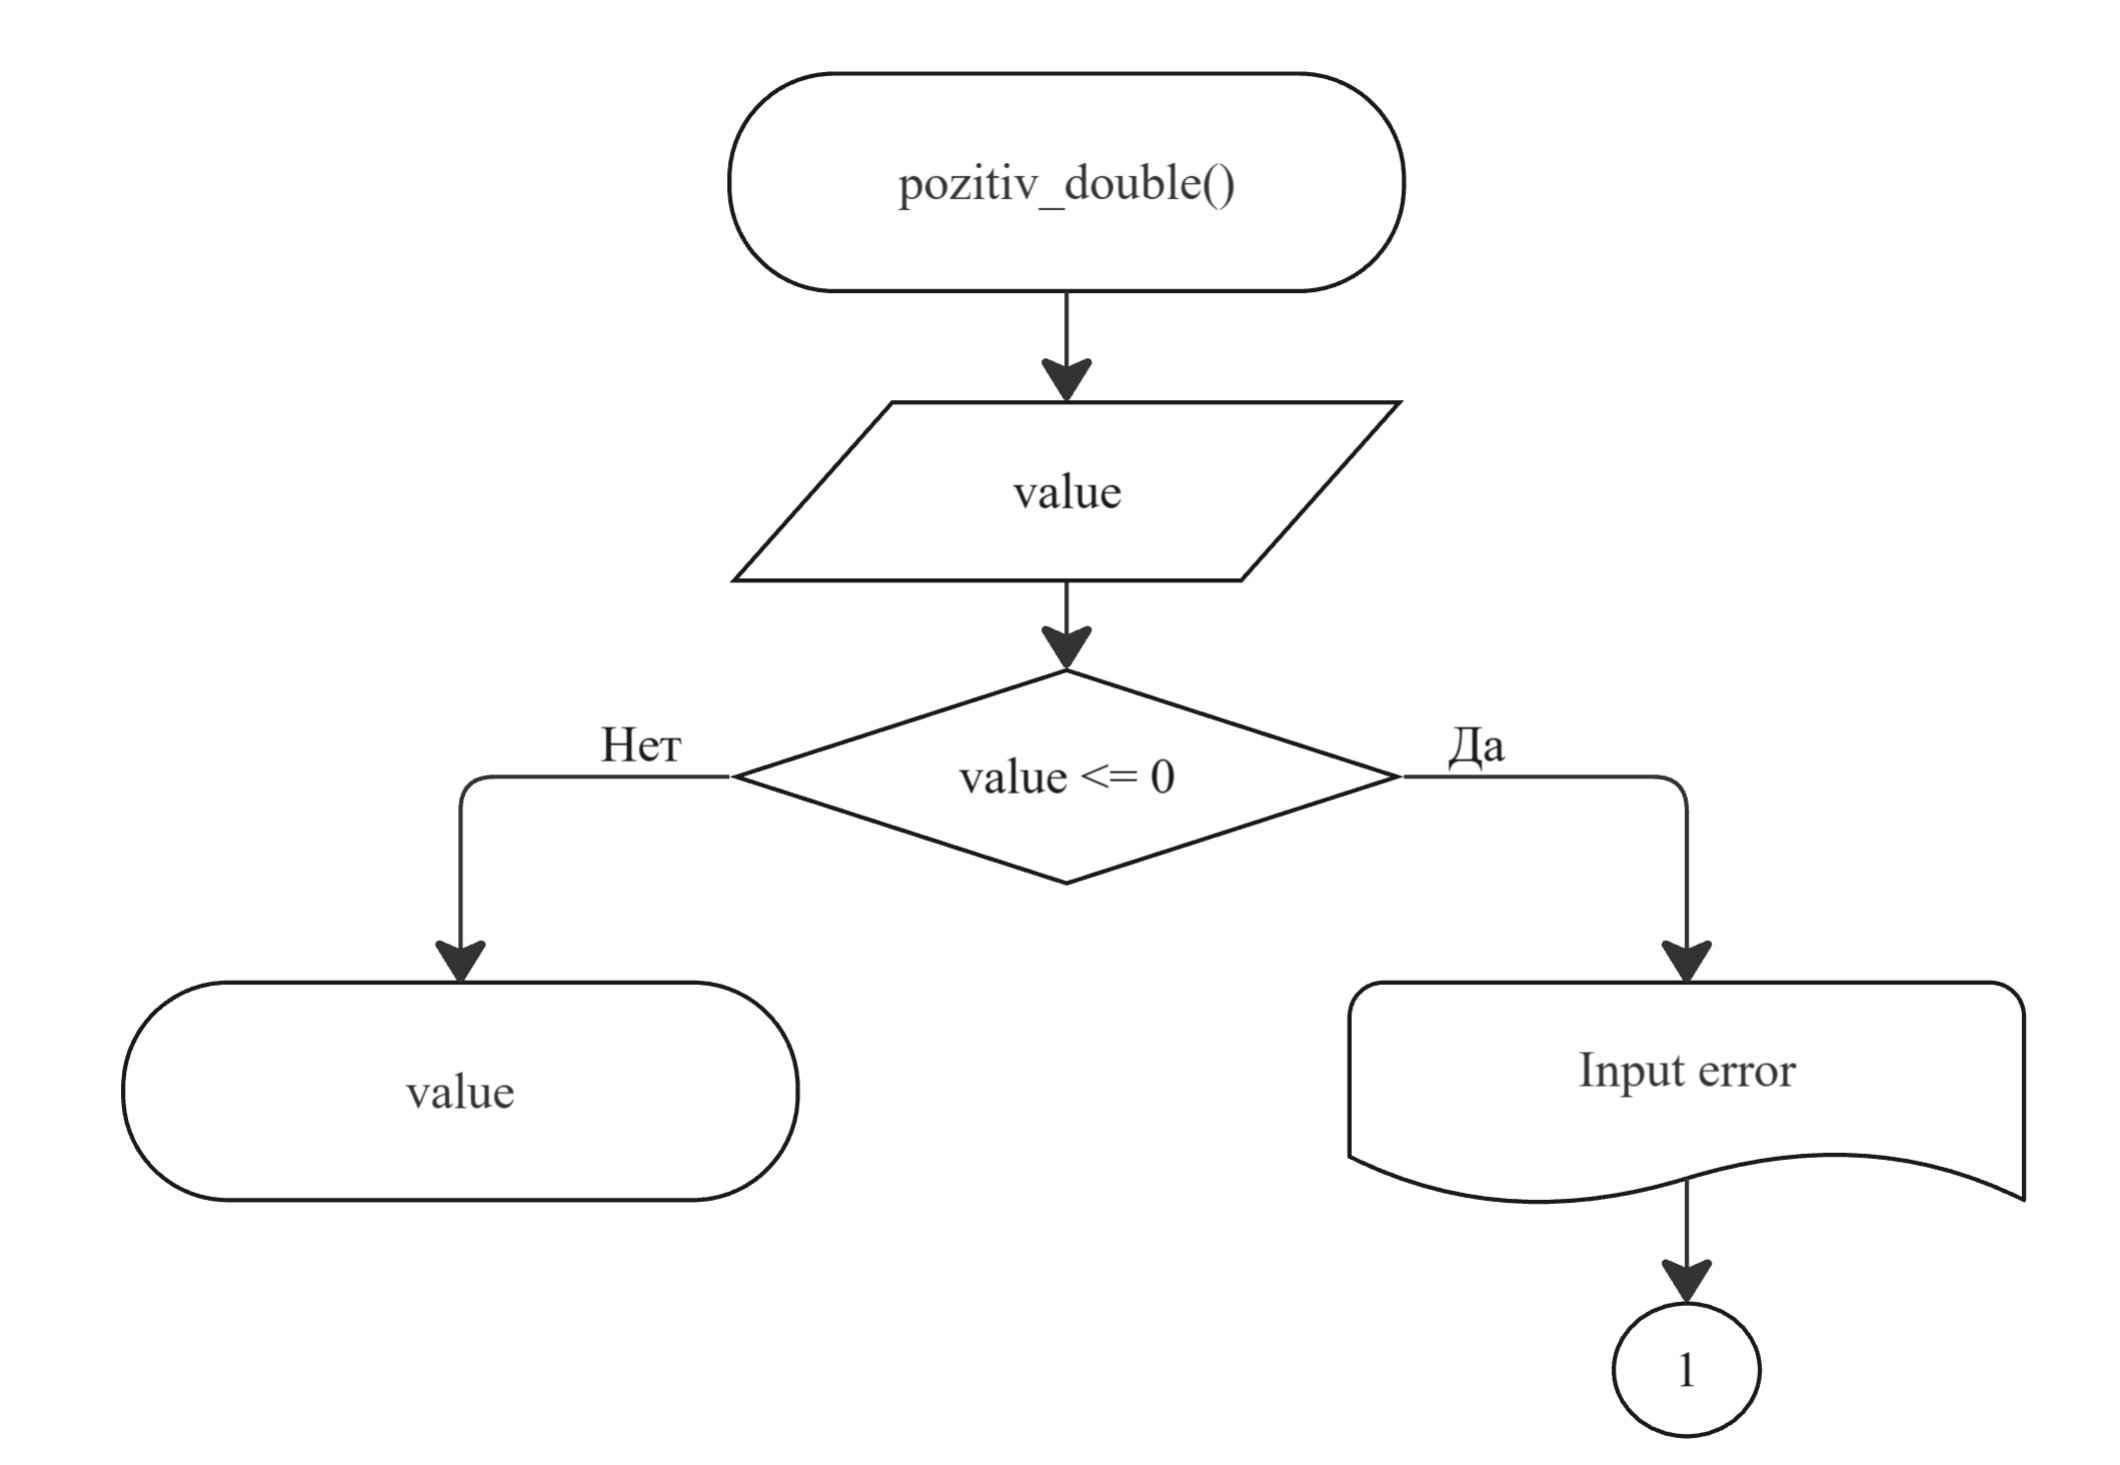 pozitiv_double()
value
Нет
value <= 0
Да
value
Input error
1